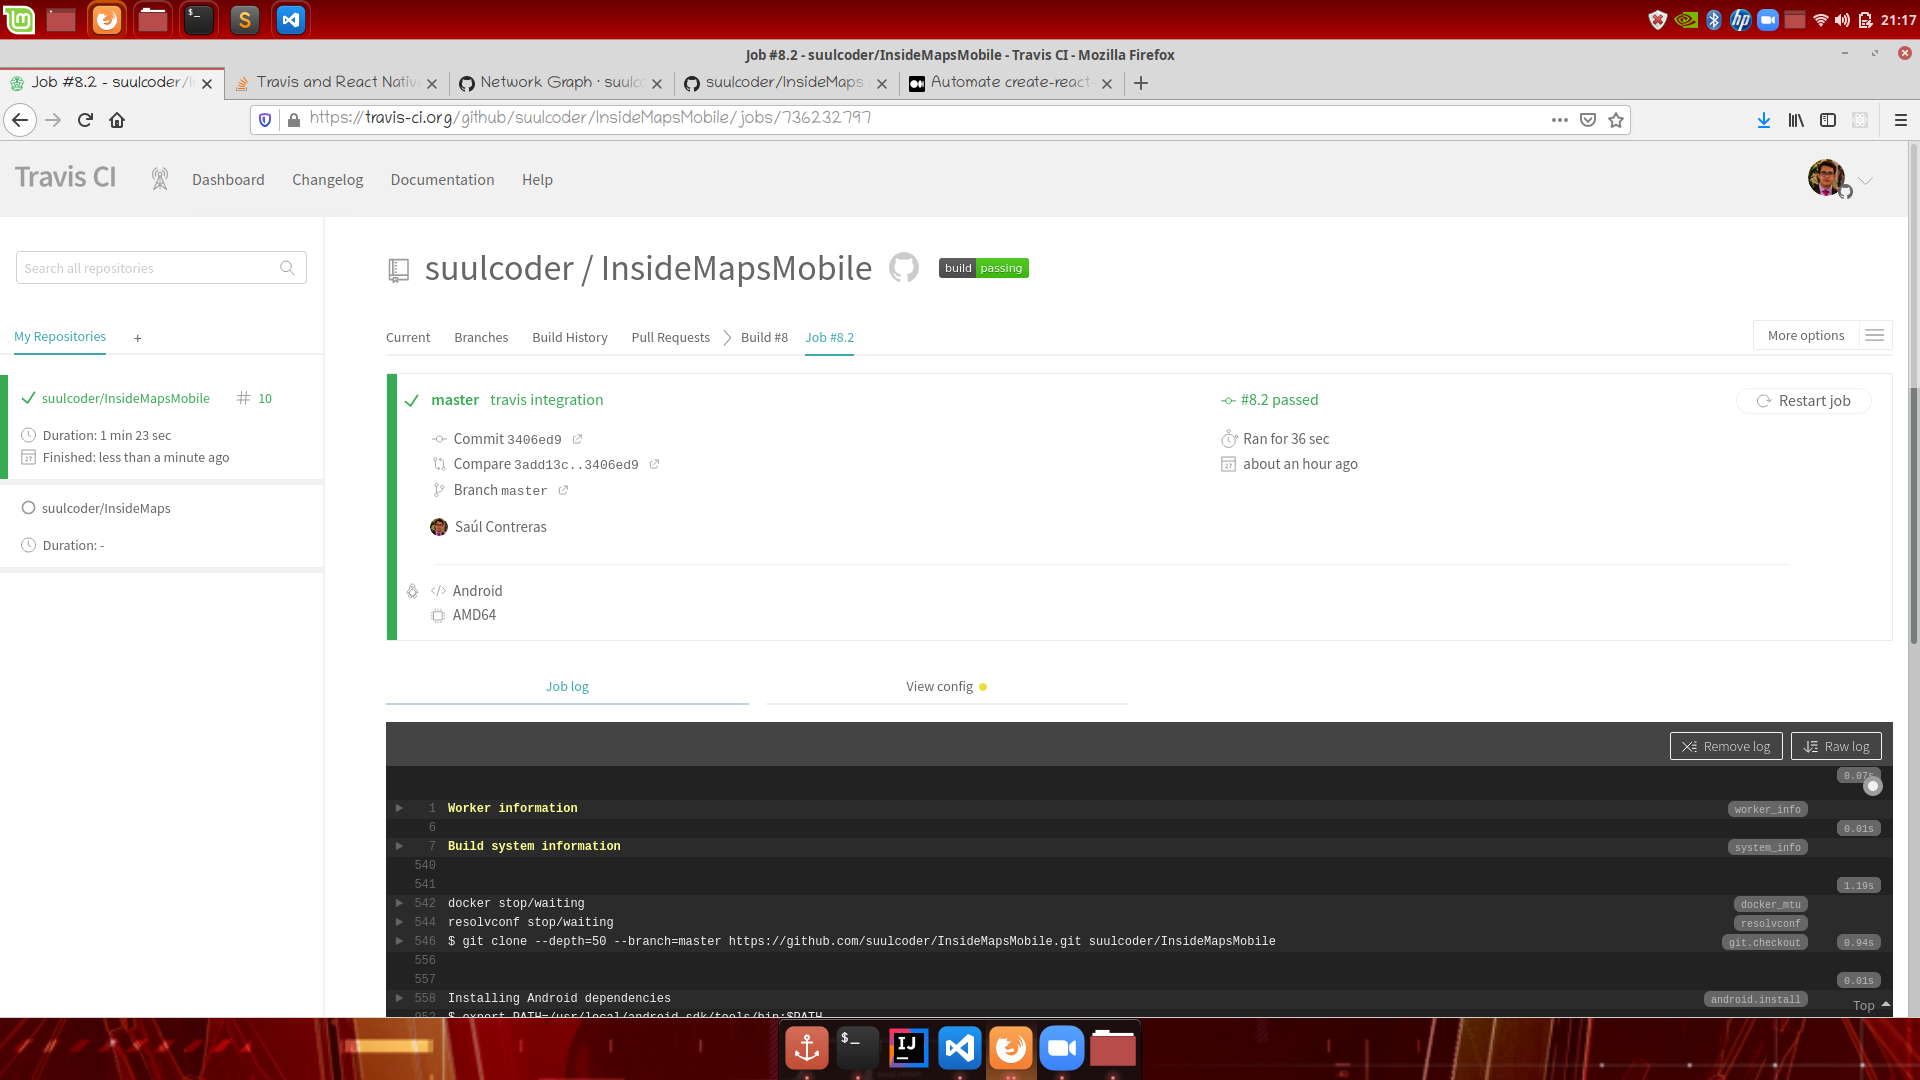 21:17
Job #8.2 - suulcoder/InsideMapsMobile - Travis CI - Mozilla Firefox
Job #8.2 - suulcoder/I
Travis and React Nativ
Network Graph · suulc
suulcoder/InsideMaps
Automate create-react-
https://travis-ci.org/github/suulcoder/InsideMapsMobile/jobs/736232797
Travis CI
Dashboard
Changelog
Documentation
Help
Search all repositories
My Repositories
+
suulcoder/InsideMapsMobile
# 10
Duration: 1 min 23 sec
Finished: less than a minute ago
suulcoder/InsideMaps
Duration: -
suulcoder / InsideMapsMobile
build passing
Current
Branches
Build History
Pull Requests
Build #8
Job #8.2
More options
master travis integration
#8.2 passed
Restart job
Commit 3406ed9
Ran for 36 sec
Compare 3add13c..3406ed9
about an hour ago
Branch master
Saúl Contreras
Android
AMD64
Job log
View config
Remove log
Raw log
1 Worker information worker_info
6 0.01s
7 Build system information system_info
540
541 1.19s
542 docker stop/waiting docker_mtu
544 resolvconf stop/waiting resolvconf
546 $ git clone --depth=50 --branch=master https://github.com/suulcoder/InsideMapsMobile.git suulcoder/InsideMapsMobile git.checkout 0.94s
556
557 0.01s
558 Installing Android dependencies android.install
Top
$ export PATH=/usr/local/android-sdk/tools/bin:$PATH